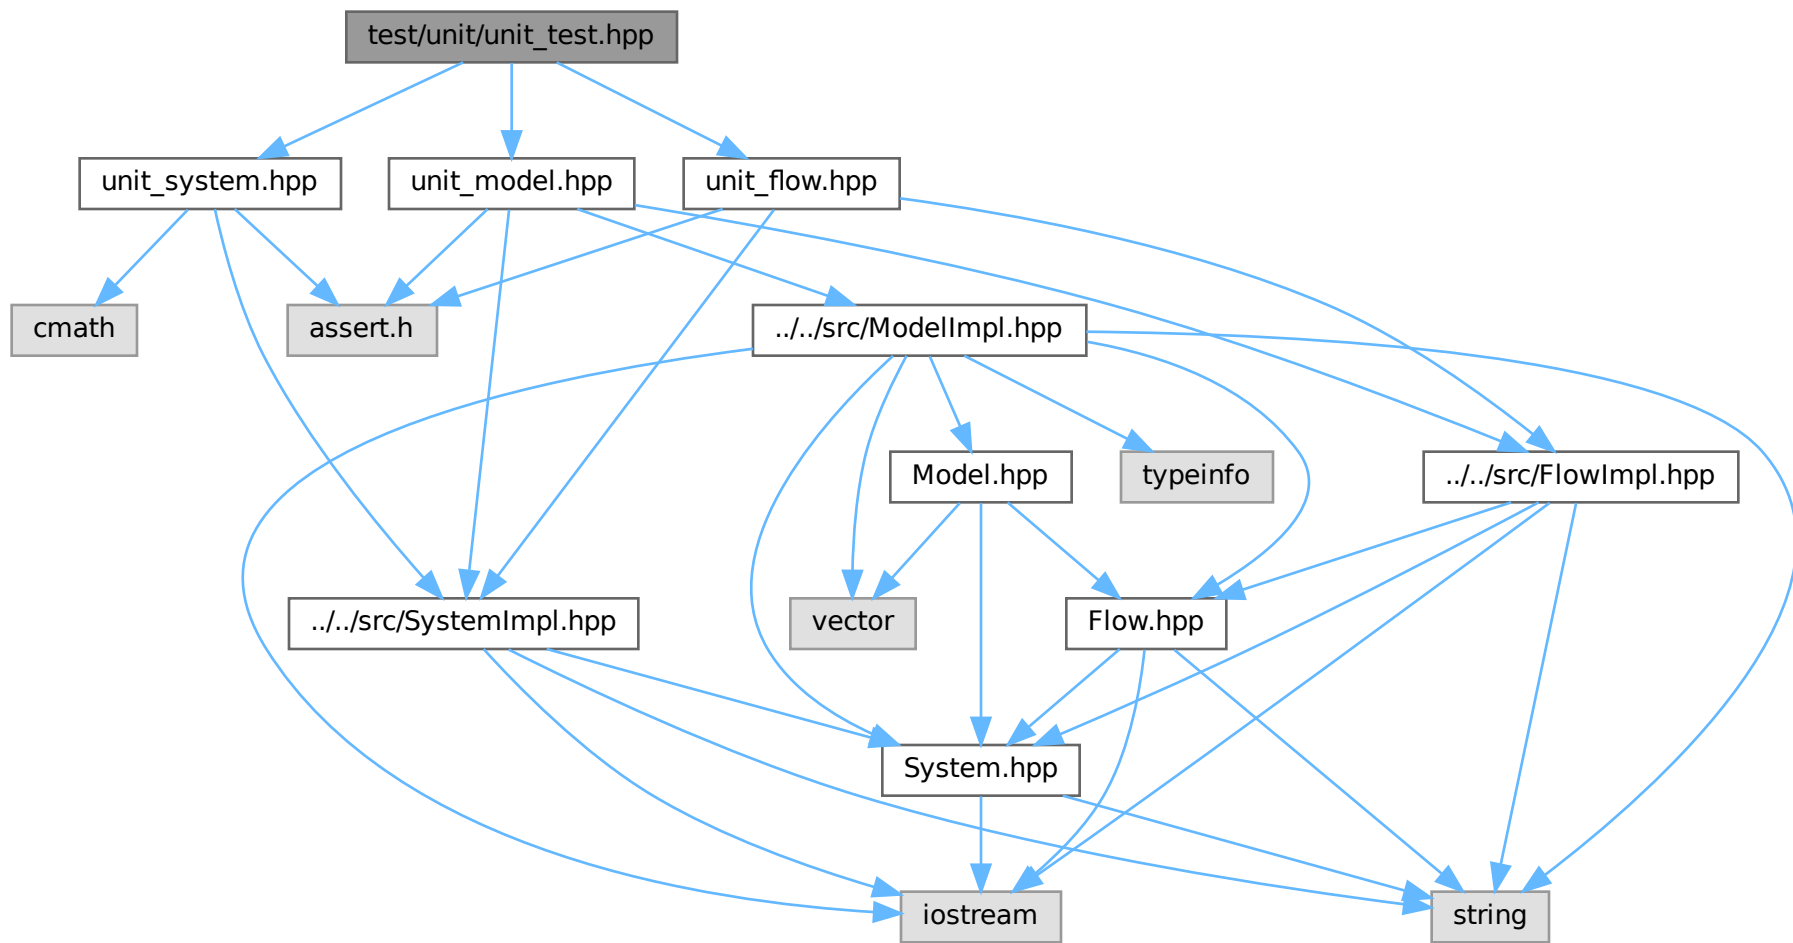 test/unit/unit_test.hpp
unit_system.hpp
unit_model.hpp
unit_flow.hpp
cmath
assert.h
../../src/ModelImpl.hpp
Model.hpp
typeinfo
../../src/FlowImpl.hpp
../../src/SystemImpl.hpp
vector
Flow.hpp
System.hpp
iostream
string